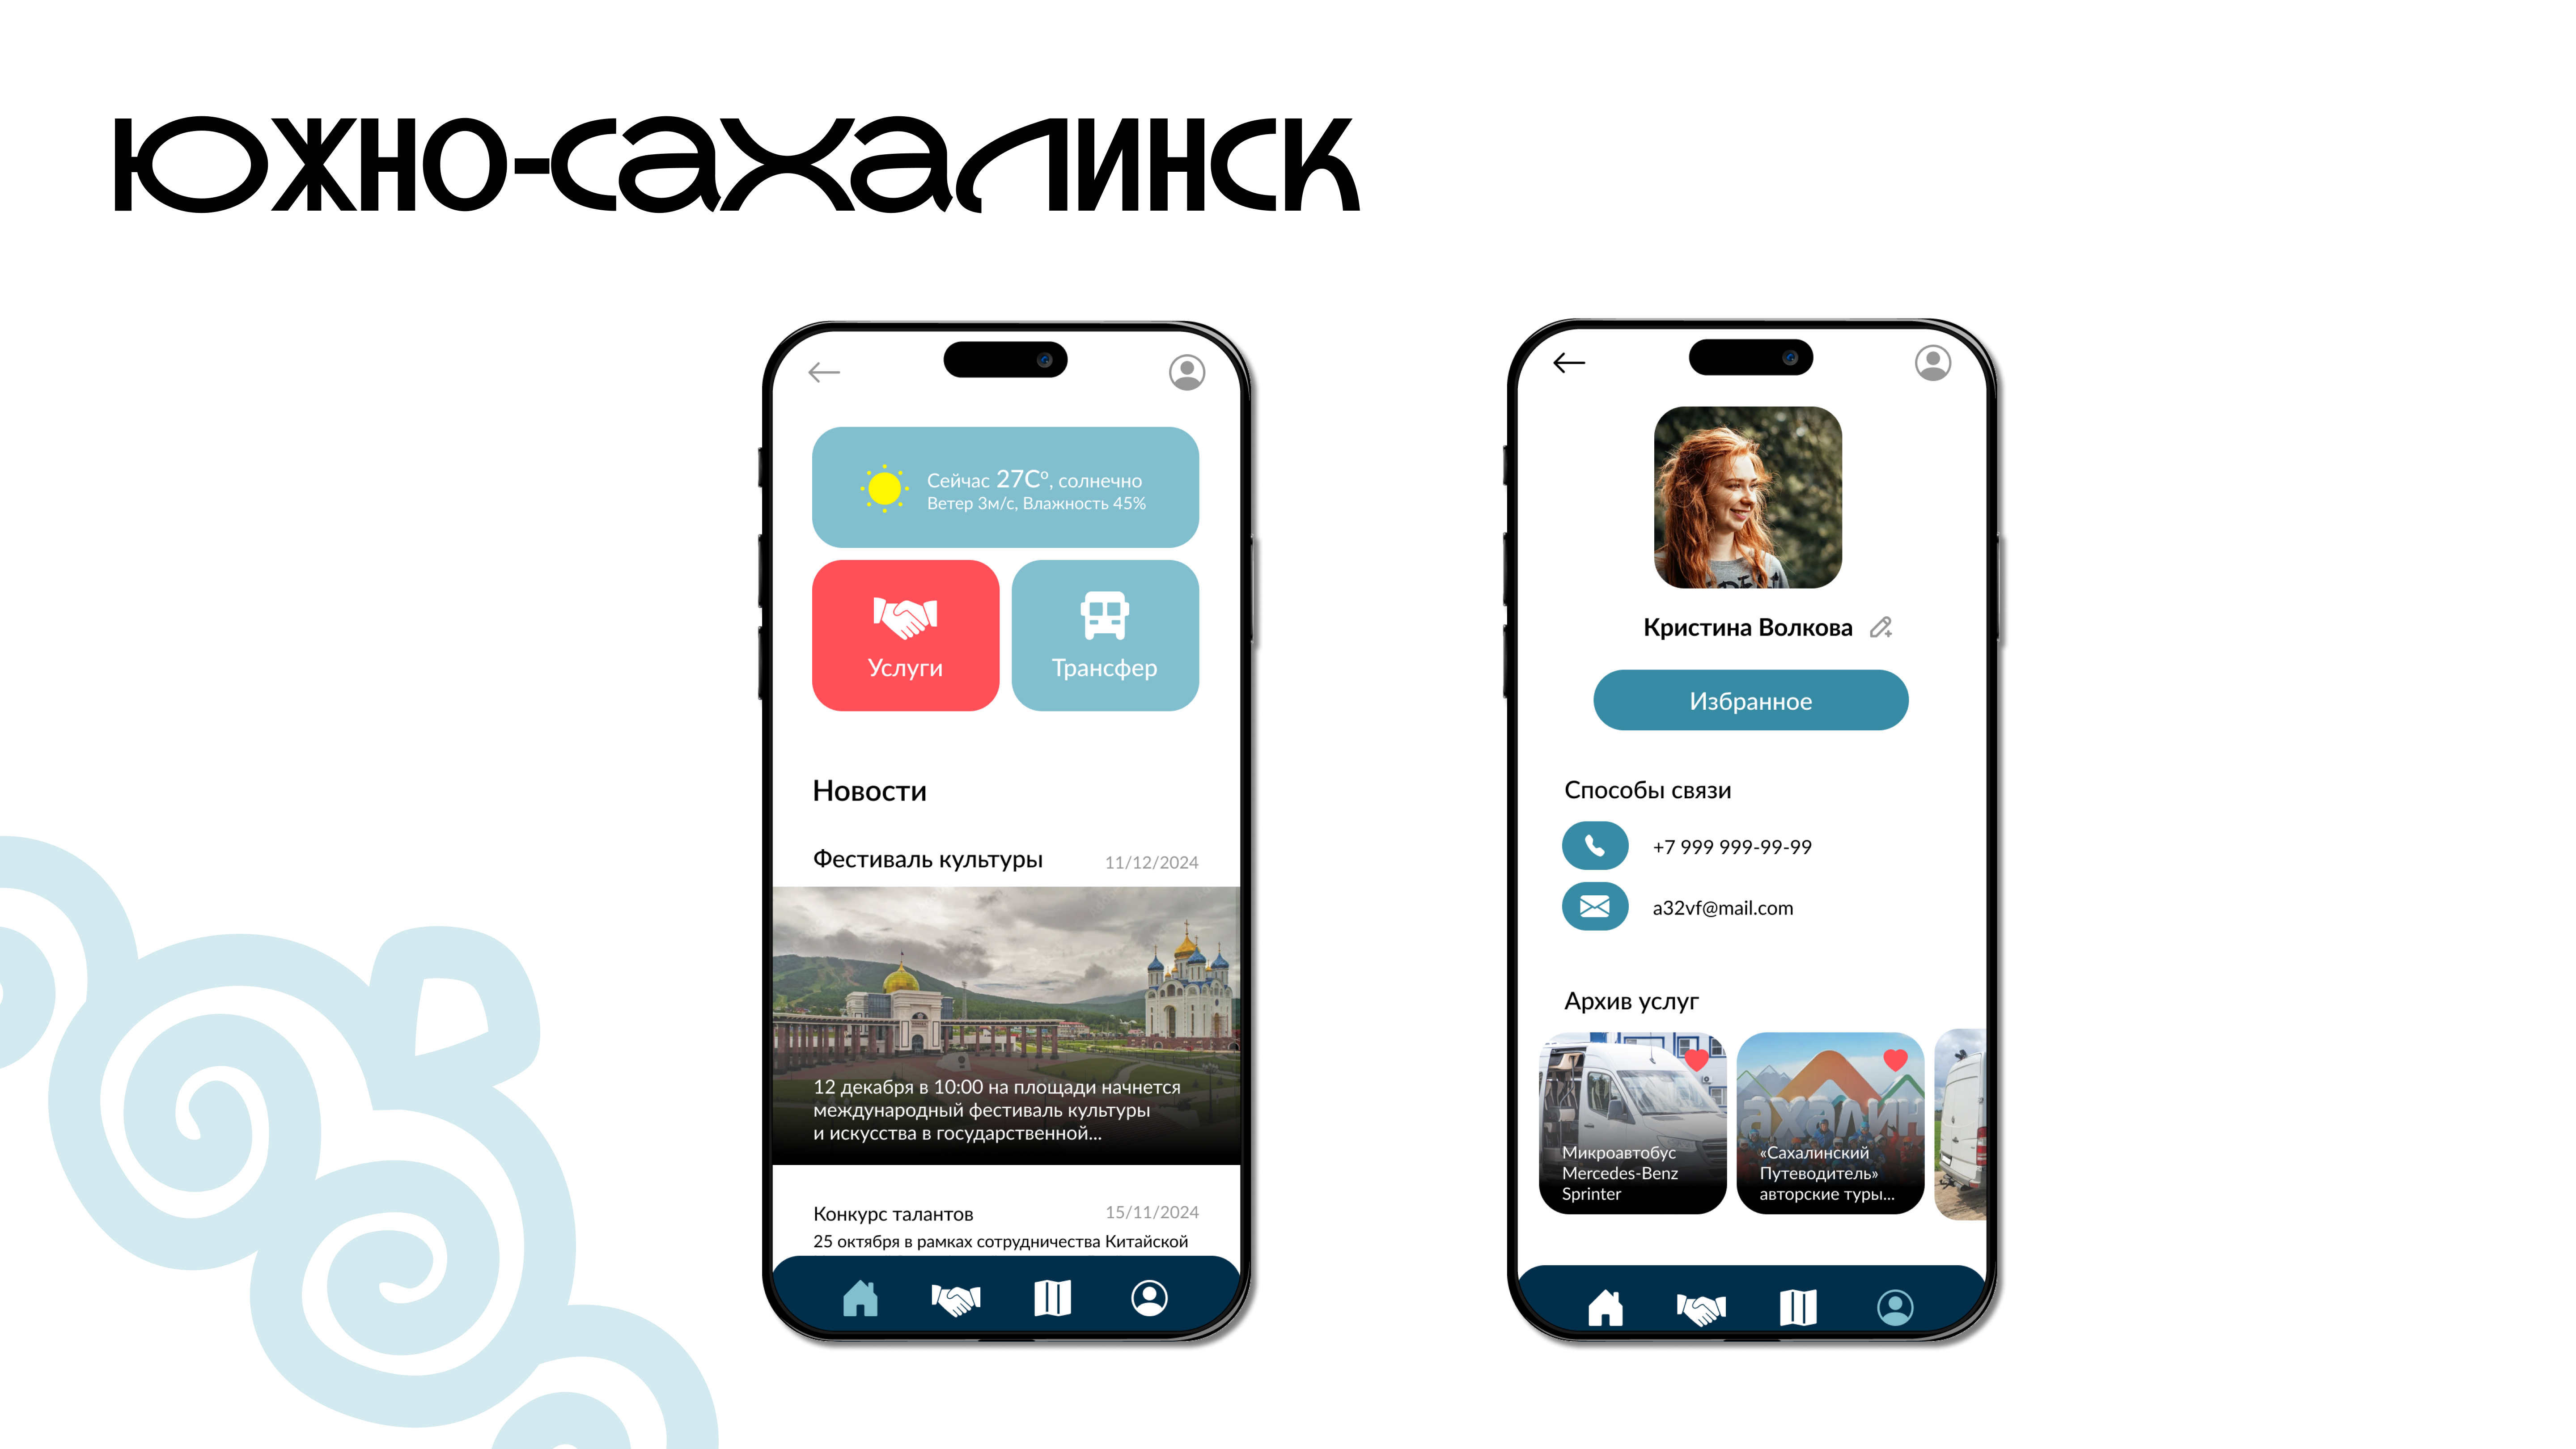 ЮЖНО-САХАЛИНСК
Сейчас 27Cº, солнечно
Ветер 3м/с, Влажность 45%
Услуги
Трансфер
Новости
Фестиваль культуры
11/12/2024
12 декабря в 10:00 на площади начнется
международный фестиваль культуры
и искусства в государственной...
Конкурс талантов
15/11/2024
25 октября в рамках сотрудничества Китайской
Кристина Волкова
Избранное
Способы связи
+7 999 999-99-99
a32vf@mail.com
Архив услуг
Микроавтобус
Mercedes-Benz
Sprinter
ахалин
«Сахалинский
Путеводитель»
авторские туры...